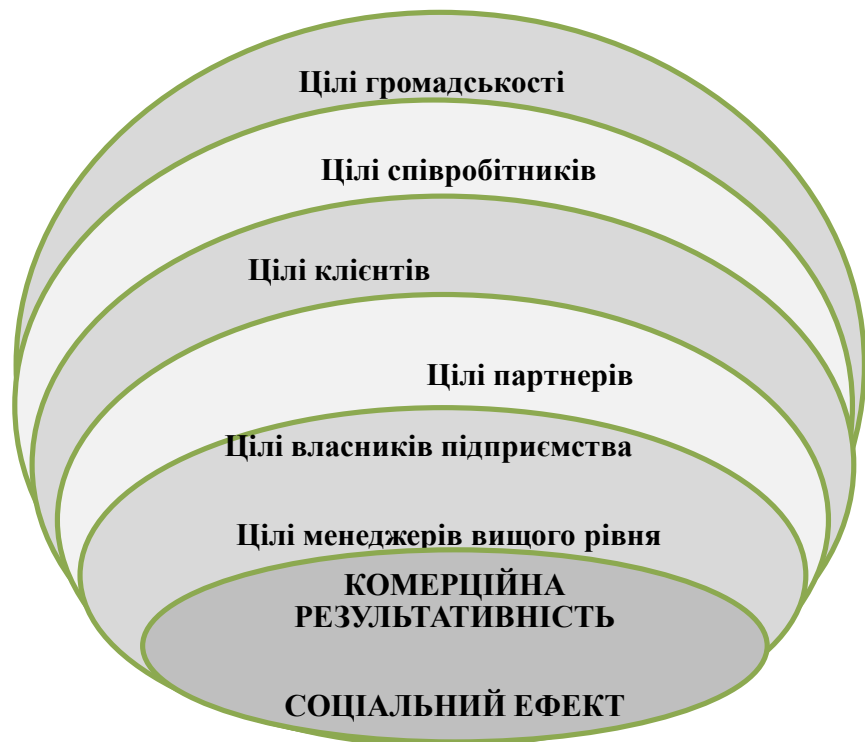 Цілі громадськості
Цілі співробітників
Цілі клієнтів
Цілі партнерів
Цілі власників підприємства
Цілі менеджерів вищого рівня
КОМЕРЦІЙНА
РЕЗУЛЬТАТИВНІСТЬ
СОЦІАЛЬНИЙ ЕФЕКТ